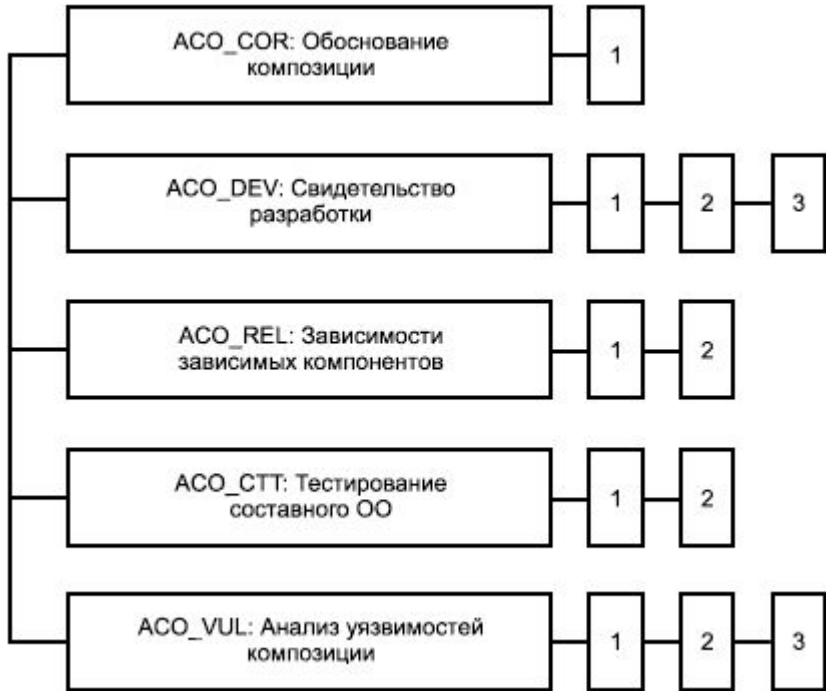 ACO_COR: Обоснование
композиции
1
ACO_DEV: Свидетельство
разработки
1
2
3
ACO_REL: Зависимости
зависимых компонентов
1
2
ACO_CTT: Тестирование
составного ОО
1
2
ACO_VUL: Анализ уязвимостей
композиции
1
2
3